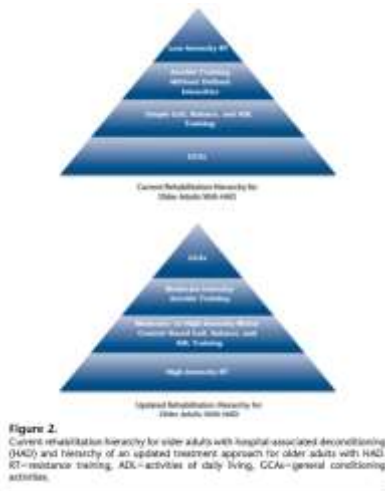 Low-Intensity RT
Aerobic Training
Without Defined
Intensities
Simple Gait, Balance, and ADL
Training
GCAs
Current Rehabilitation Hierarchy for
Older Adults With HAD
GCAs
Moderate-Intensity
Aerobic Training
Moderate- to High-Intensity Motor
Control-Based Gait, Balance, and
ADL Training
High-Intensity RT
Updated Rehabilitation Hierarchy for
Older Adults With HAD
Figure 2.
Current rehabilitation hierarchy for older adults with hospital-associated deconditioning
(HAD) and hierarchy of an updated treatment approach for older adults with HAD.
RT=resistance training, ADL=activities of daily living, GCAs=general conditioning
activities.